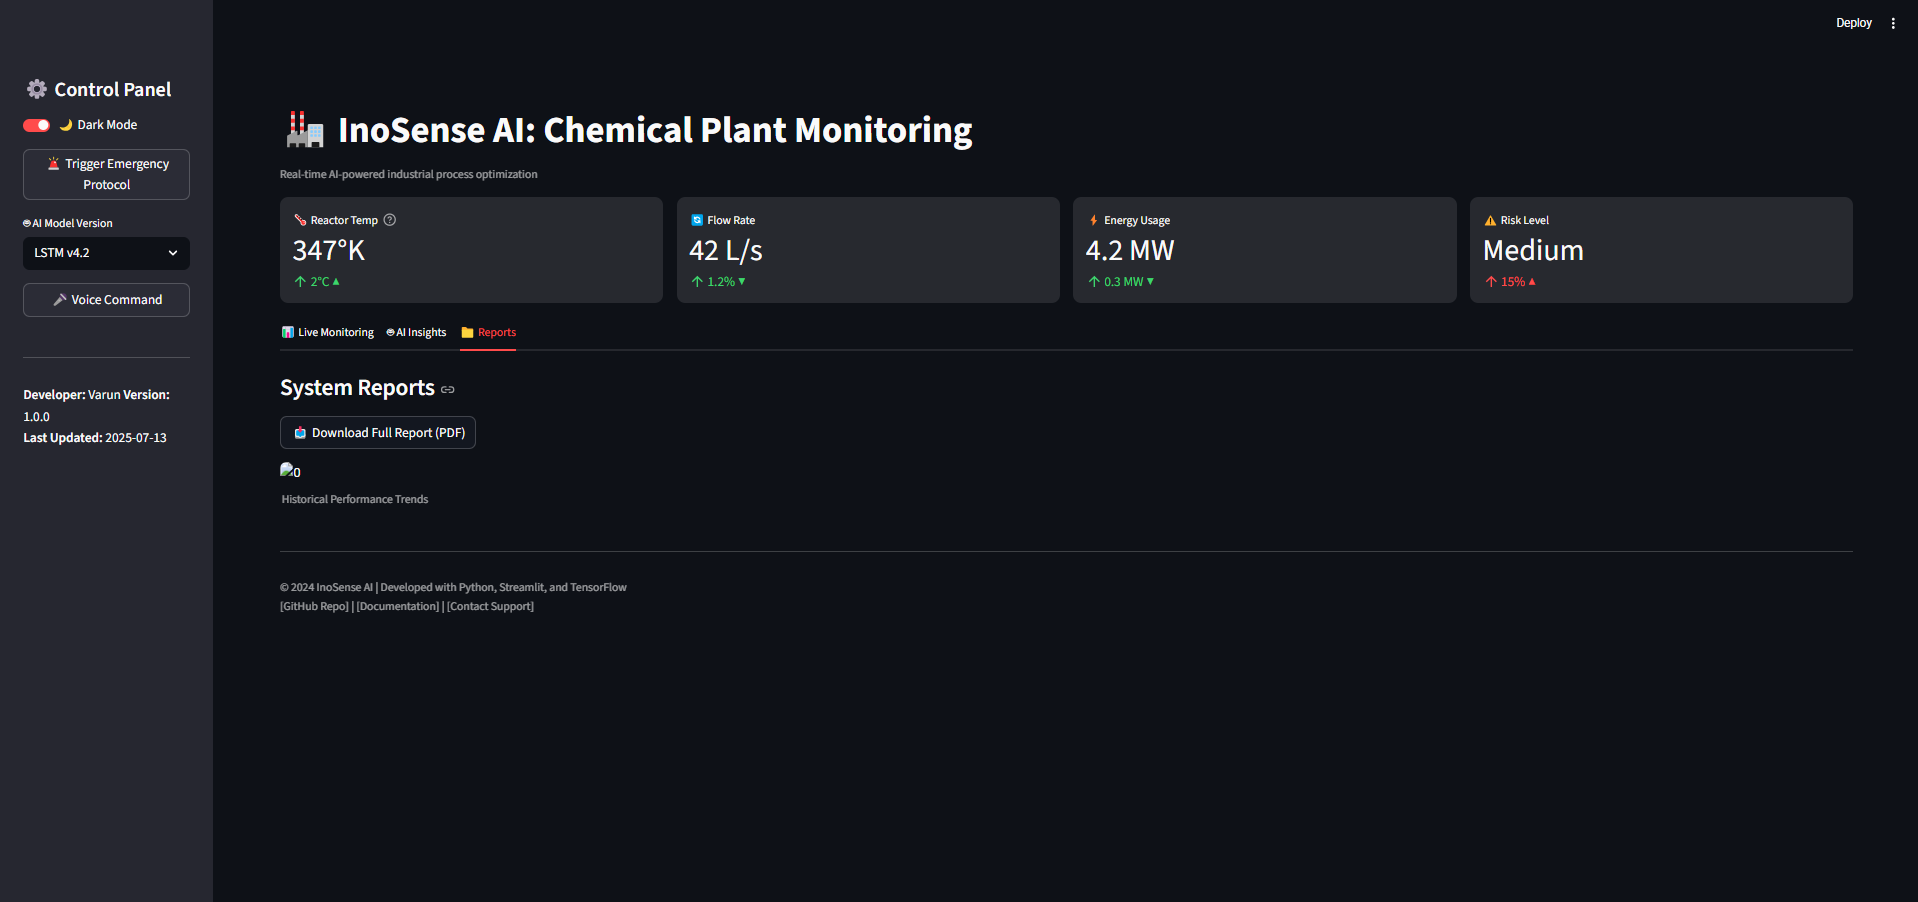 Deploy
Control Panel
Dark Mode
Trigger Emergency
Protocol
AI Model Version
LSTM v4.2
Voice Command
Developer: Varun Version:
1.0.0
Last Updated: 2025-07-13
InoSense AI: Chemical Plant Monitoring
Real-time AI-powered industrial process optimization
Reactor Temp
347°K
↑ 2°C▲
Flow Rate
42 L/s
↑ 1.2%▼
Energy Usage
4.2 MW
↑ 0.3 MW▼
Risk Level
Medium
↑ 15%▲
Live Monitoring AI Insights Reports
System Reports
Download Full Report (PDF)
0
Historical Performance Trends
© 2024 InoSense AI | Developed with Python, Streamlit, and TensorFlow
[GitHub Repo] | [Documentation] | [Contact Support]